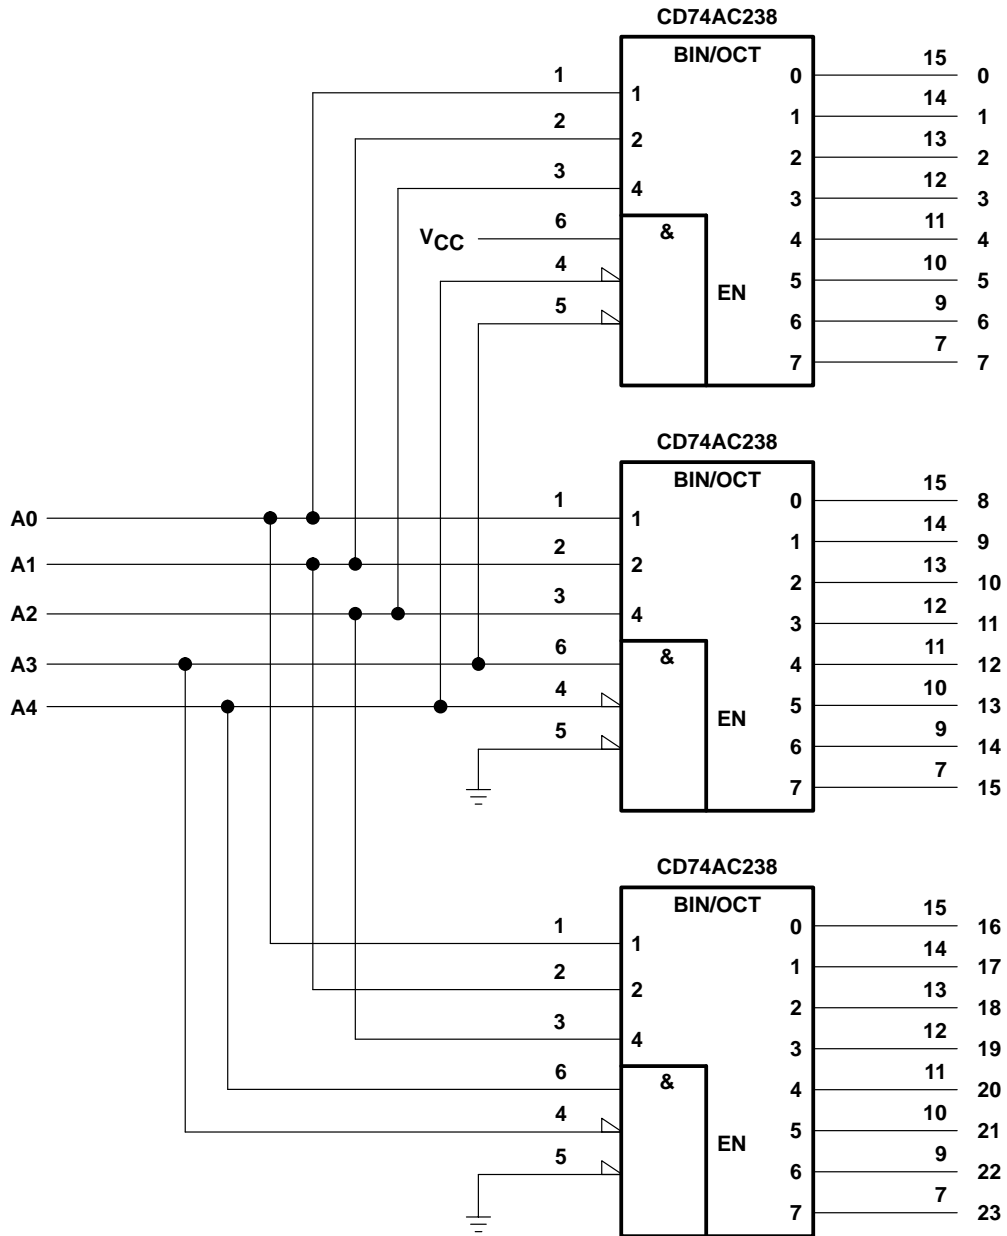 CD74AC238
BIN/OCT
1 1 0 15 0
2 2 1 14 1
3 4 2 13 2
3 12 3
VCC 6 & 4 11 4
4 EN 5 10 5
5 6 9 6
7 7 7
CD74AC238
BIN/OCT
0 15 8
A0 1 1 1 14 9
A1 2 2 2 13 10
A2 3 4 3 12 11
A3 6 & 4 11 12
A4 4 EN 5 10 13
5 6 9 14
7 7 15
CD74AC238
BIN/OCT
1 1 0 15 16
2 2 1 14 17
3 4 2 13 18
3 12 19
6 & 4 11 20
4 EN 5 10 21
5 6 9 22
7 7 23